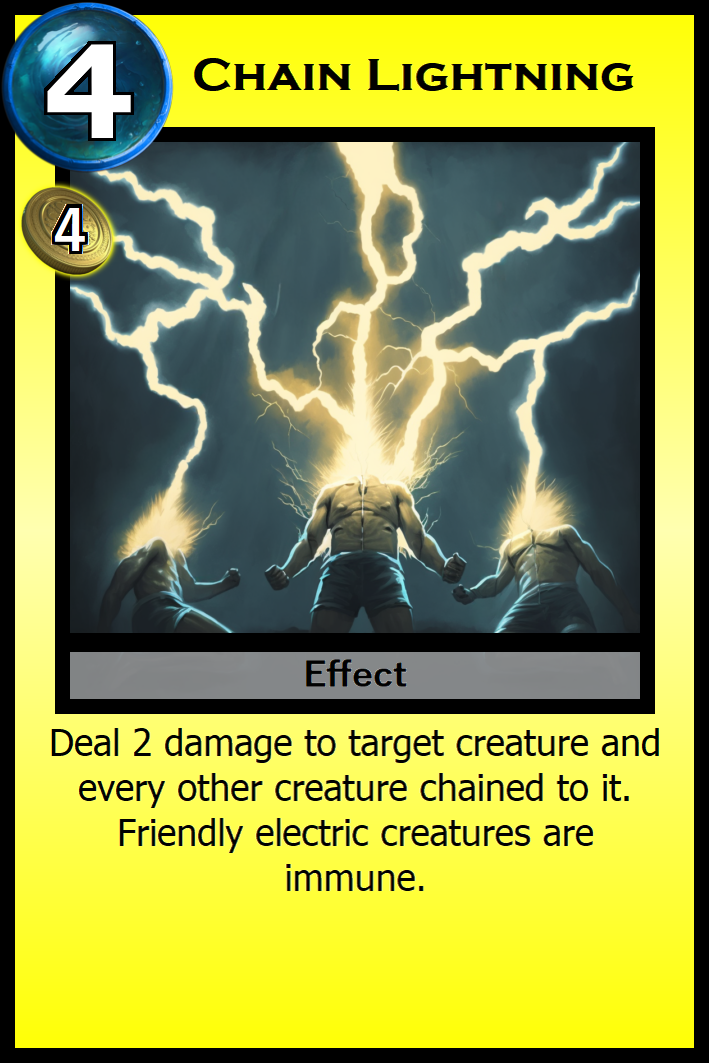 4
Chain Lightning
4
Effect
Deal 2 damage to target creature and
every other creature chained to it.
Friendly electric creatures are
immune.